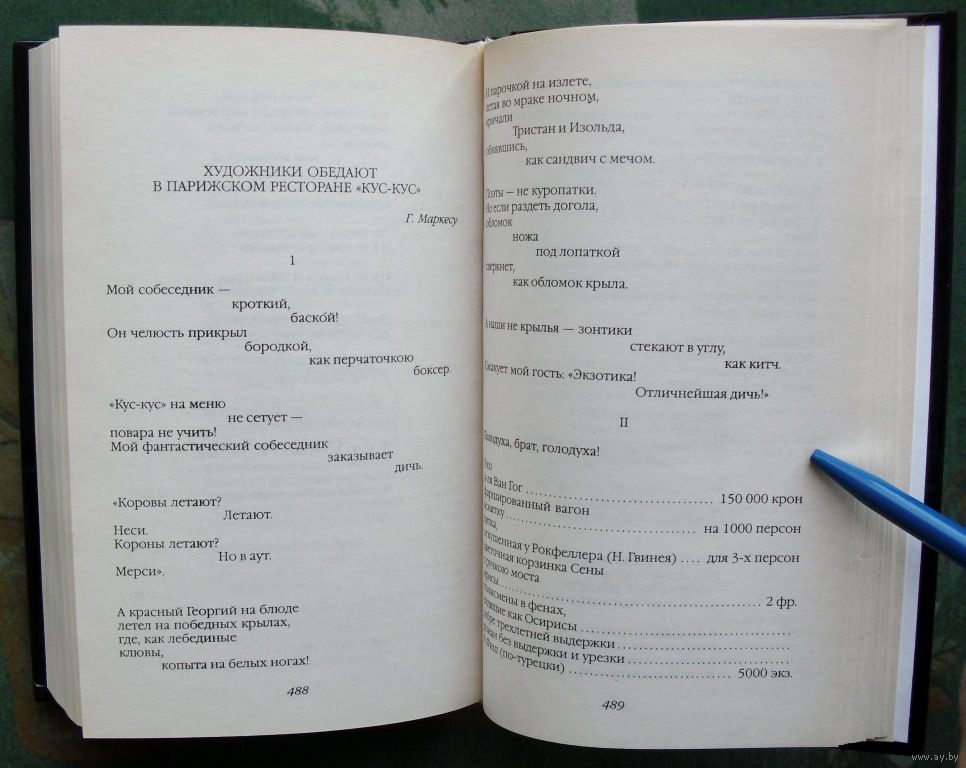 ХУДОЖНИКИ ОБЕДАЮТ
В ПАРИЖСКОМ РЕСТОРАНЕ «КУС-КУС»
Г. Маркесу
1
Мой собеседник —
кроткий,
баскóй!
Он челюсть прикрыл
бородкой,
как перчаточкою
боксер.
«Кус-кус» на меню
не сетует —
повара не учить!
Мой фантастический собеседник
заказывает
дичь.
«Коровы летают?
Летают.
Неси.
Короны летают?
Но в аут.
Мерси».
А красный Георгий на блюде
летел на победных крылах,
где, как лебединые
клювы,
копыта на белых ногах!
488
И парочкой на излете,
летая во мраке ночном,
кричали
Тристан и Изольда,
обнявшись,
как сандвич с мечом.
Поэты — не куропатки.
Но если раздеть догола,
обломок
ножа
под лопаткой
сверкнет,
как обломок крыла.
А наши не крылья — зонтики
стекают в углу,
как китч.
Смакует мой гость: «Экзотика!
Отличнейшая дичь!»
II
Голодуха, брат, голодуха!
Ухо
а-ля Ван Гог ........ 150 000 крон
вагон
........ на 1000 персон
у Рокфеллера (Н. Гвинея) .... для 3-х персон
корзинка Сены
моста
........ 2 фр.
в фенах,
как Осирисы ........
трехлетней выдержки ........
без выдержки и урезки ........
(по-турецки) ........ 5000 экз.
489
www.ay.by